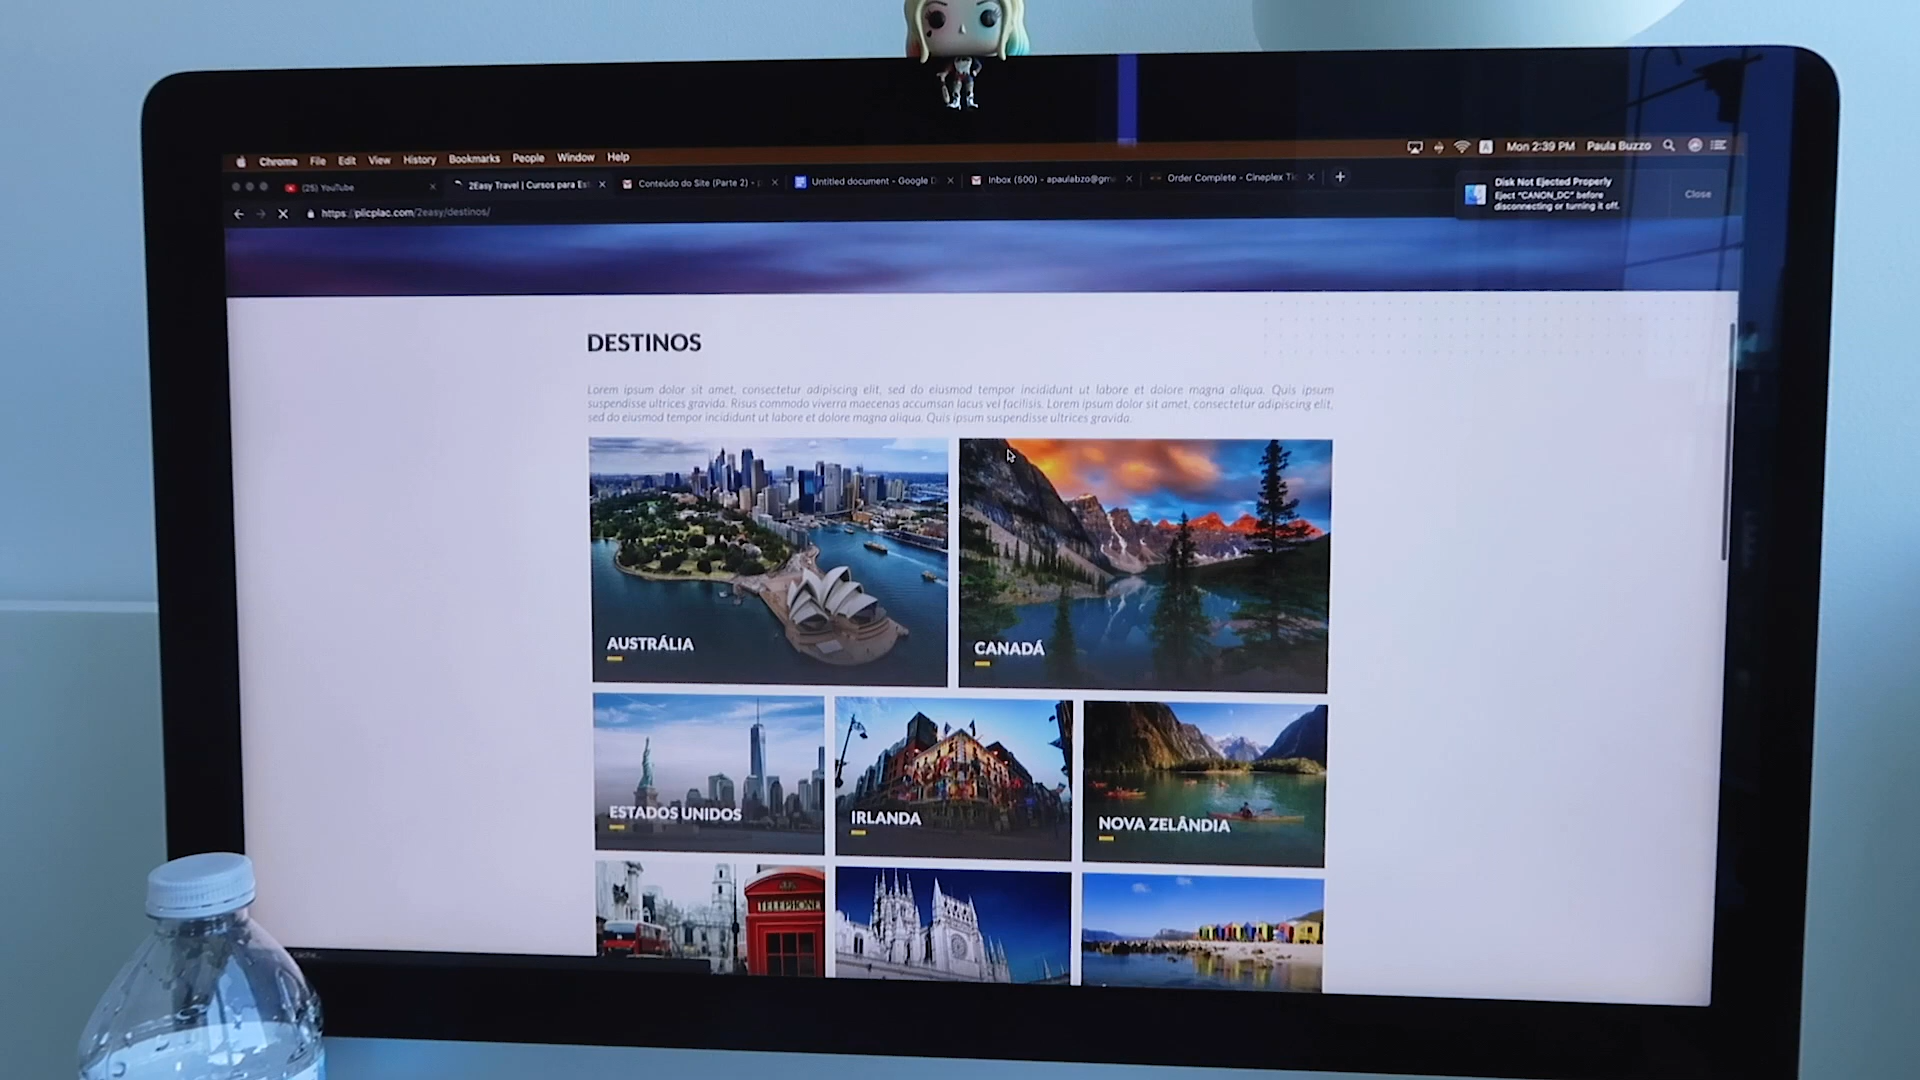 Chrome File Edit View History Bookmarks People Window Help
Mon 2:39 PM Paula Buzzo
(25) YouTube
2Easy Travel | Cursos para Est
Conteúdo do Site (Parte 2) -
Untitled document - Google D
Inbox (500) - apaulabzo@gm
Order Complete - Cineplex Tic
https://plicplac.com/2easy/destinos/
Disk Not Ejected Properly
Eject "CANON_DC" before
disconnecting or turning it off.
Close
DESTINOS
Lorem ipsum dolor sit amet, consectetur adipiscing elit, sed do eiusmod tempor incididunt ut labore et dolore magna aliqua. Quis ipsum
suspendisse ultrices gravida. Risus commodo viverra maecenas accumsan lacus vel facilisis. Lorem ipsum dolor sit amet, consectetur adipiscing elit,
sed do eiusmod tempor incididunt ut labore et dolore magna aliqua. Quis ipsum suspendisse ultrices gravida.
AUSTRÁLIA
CANADÁ
ESTADOS UNIDOS
IRLANDA
NOVA ZELÂNDIA
TELEPHONE